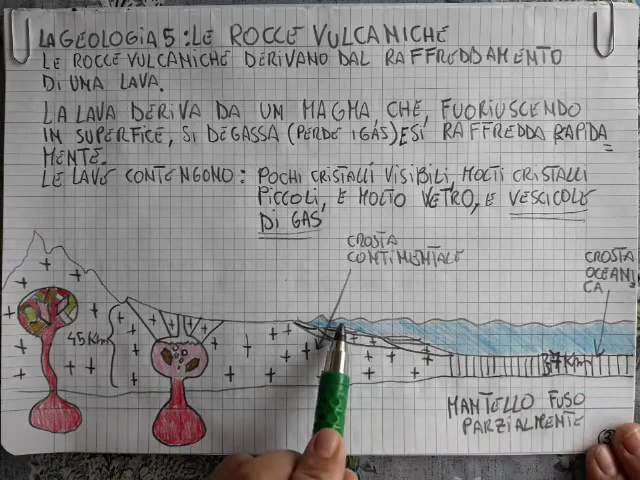 LA GEOLOGIA 5: LE ROCCE VULCANICHE
LE ROCCE VULCANICHE DERIVANO DAL RAFFREDDAMENTO
DI UNA LAVA.
LA LAVA DERIVA DA UN MAGMA, CHE, FUORIUSCENDO
IN SUPERFICE, SI DEGASSA (PERDE I GAS) E SI RAFFREDDA RAPIDA
MENTE.
LE LAVE CONTENGONO: POCHI CRISTALLI VISIBILI, MOLTI CRISTALLI
PICCOLI, E MOLTO VETRO, E VESCICOLE
DI GAS
CROSTA
CONTINENTALE
CROSTA
OCEANI
CA
45 Km
Km
MANTELLO FUSO
PARZIALMENTE
3